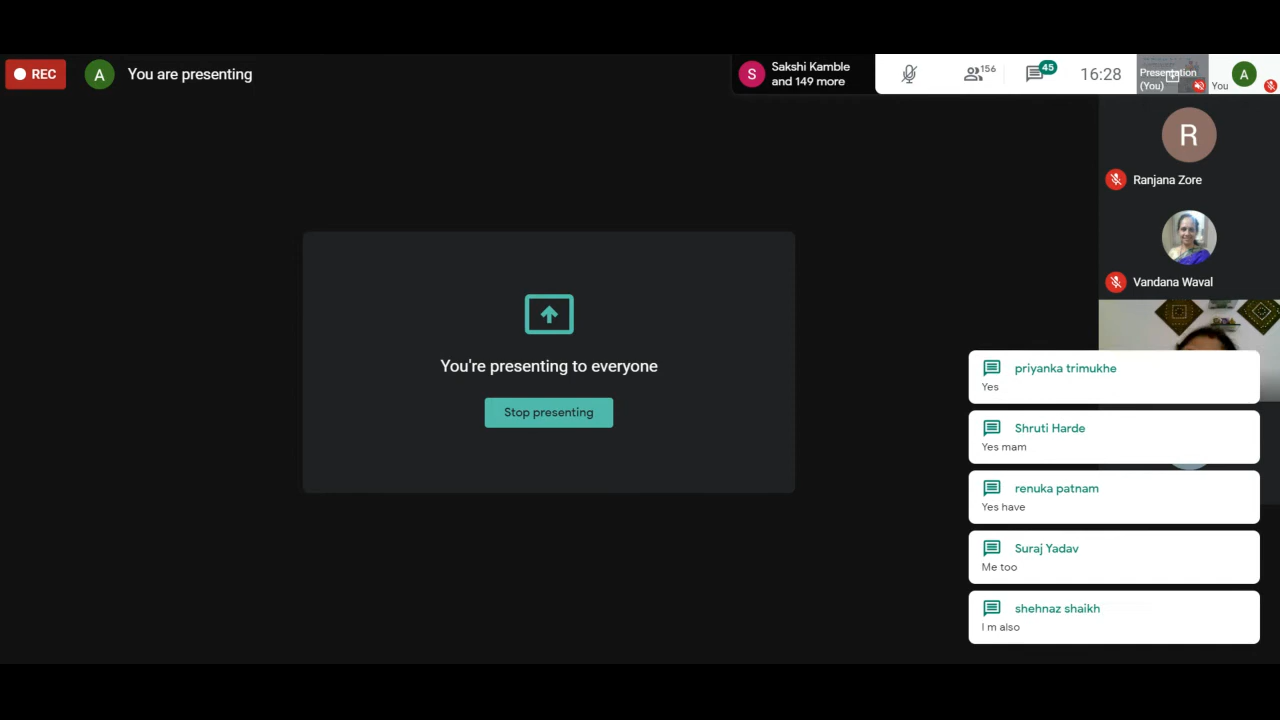 REC
A
You are presenting
S
Sakshi Kamble
and 149 more
156
45
16:28
Presentation
(You)
You
A
R
Ranjana Zore
Vandana Waval
You're presenting to everyone
Stop presenting
priyanka trimukhe
Yes
Shruti Harde
Yes mam
renuka patnam
Yes have
Suraj Yadav
Me too
shehnaz shaikh
I m also